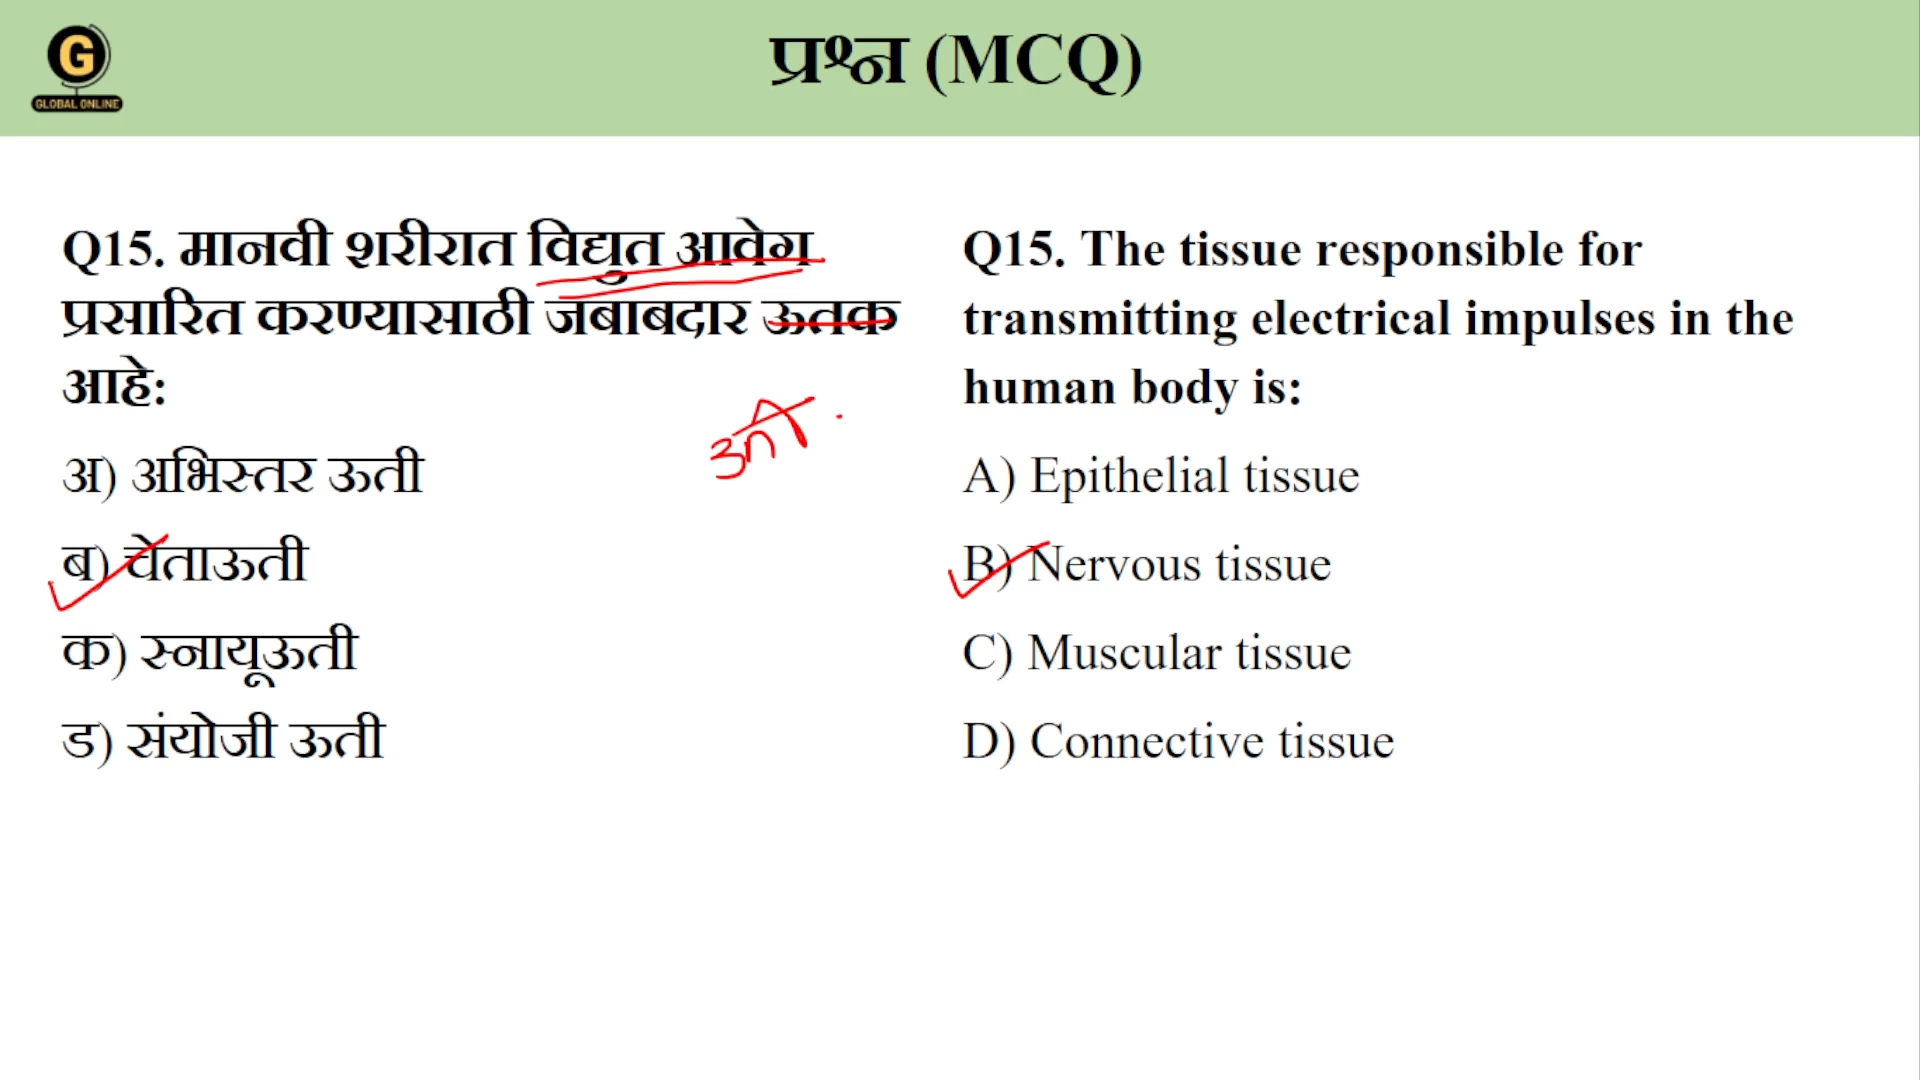 G
GLOBAL ONLINE
प्रश्न (MCQ)
Q15. मानवी शरीरात विद्युत आवेग
प्रसारित करण्यासाठी जबाबदार ऊतक
आहे:
अ) अभिस्तर ऊती
ब) चेताऊती
क) स्नायूऊती
ड) संयोजी ऊती
Q15. The tissue responsible for
transmitting electrical impulses in the
human body is:
A) Epithelial tissue
B) Nervous tissue
C) Muscular tissue
D) Connective tissue